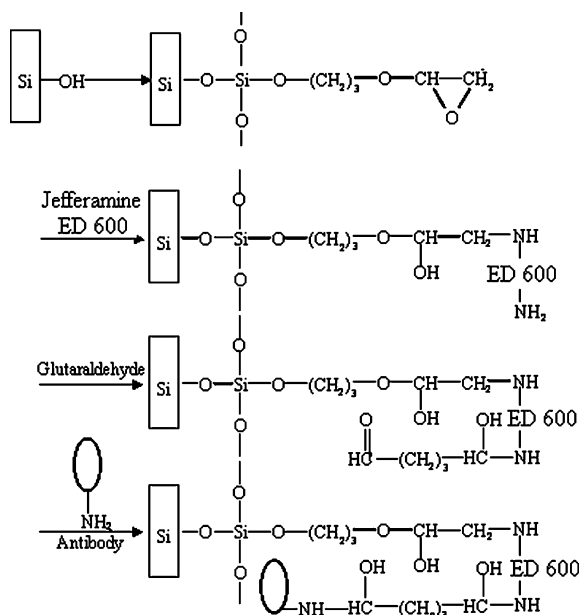 O
Si OH Si O Si O (CH₂)₃ O CH CH₂
O
O
O
Jefferamine
ED 600
Si O Si O (CH₂)₃ O CH CH₂ NH
OH
ED 600
O
NH₂
O
Glutaraldehyde
Si O Si O (CH₂)₃ O CH CH₂ NH
OH
O OH ED 600
O
HC (CH₂)₃ HC NH
O
NH₂
Antibody
Si O Si O (CH₂)₃ O CH CH₂ NH
OH
OH OH ED 600
O
NH HC (CH₂)₃ HC NH